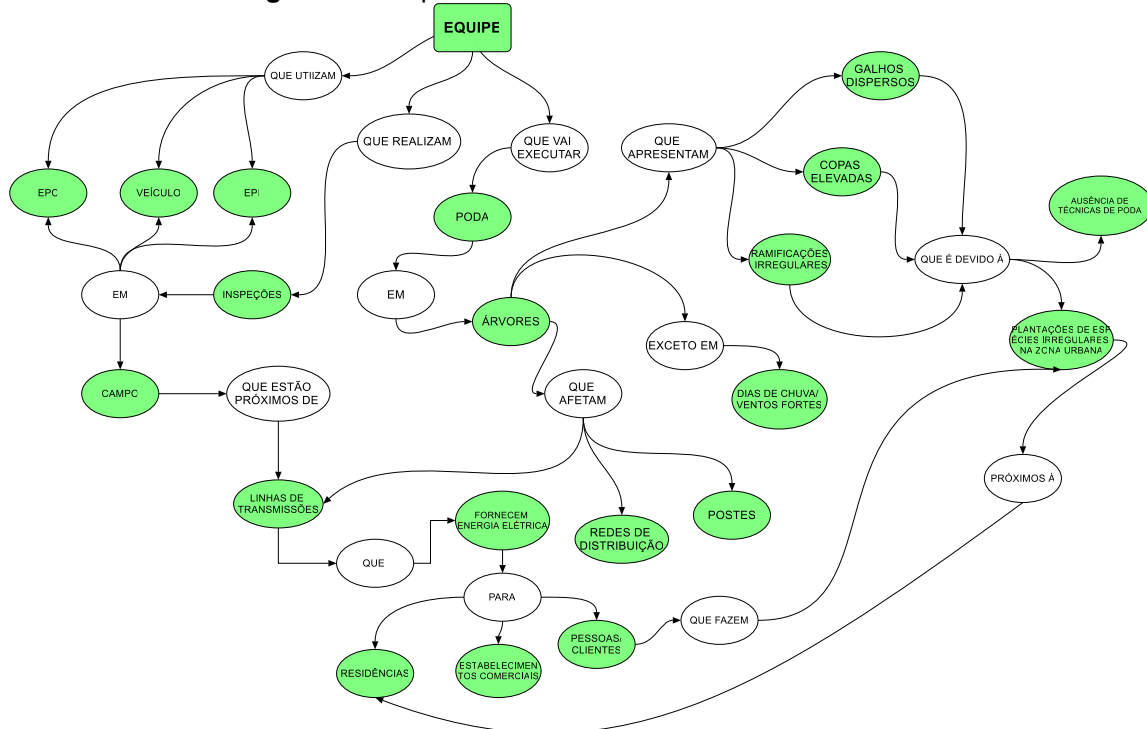 EQUIPE
QUE UTIIZAM
QUE REALIZAM
QUE VAI
EXECUTAR
QUE
APRESENTAM
GALHOS
DISPERSOS
COPAS
ELEVADAS
RAMIFICAÇÕES
IRREGULARES
QUE É DEVIDO À
AUSÊNCIA DE
TÉCNICAS DE PODA
PLANTAÇÕES DE ESP
ÉCIES IRREGULARES
NA ZONA URBANA
EPC
VEÍCULO
EPI
PODA
EM
INSPEÇÕES
EM
ÁRVORES
EXCETO EM
DIAS DE CHUVA/
VENTOS FORTES
CAMPO
QUE ESTÃO
PRÓXIMOS DE
QUE
AFETAM
PRÓXIMOS À
LINHAS DE
TRANSMISSÕES
FORNECEM
ENERGIA ELÉTRICA
REDES DE
DISTRIBUIÇÃO
POSTES
QUE
PARA
QUE FAZEM
PESSOAS/
CLIENTES
RESIDÊNCIAS
ESTABELECIMEN
TOS COMERCIAIS